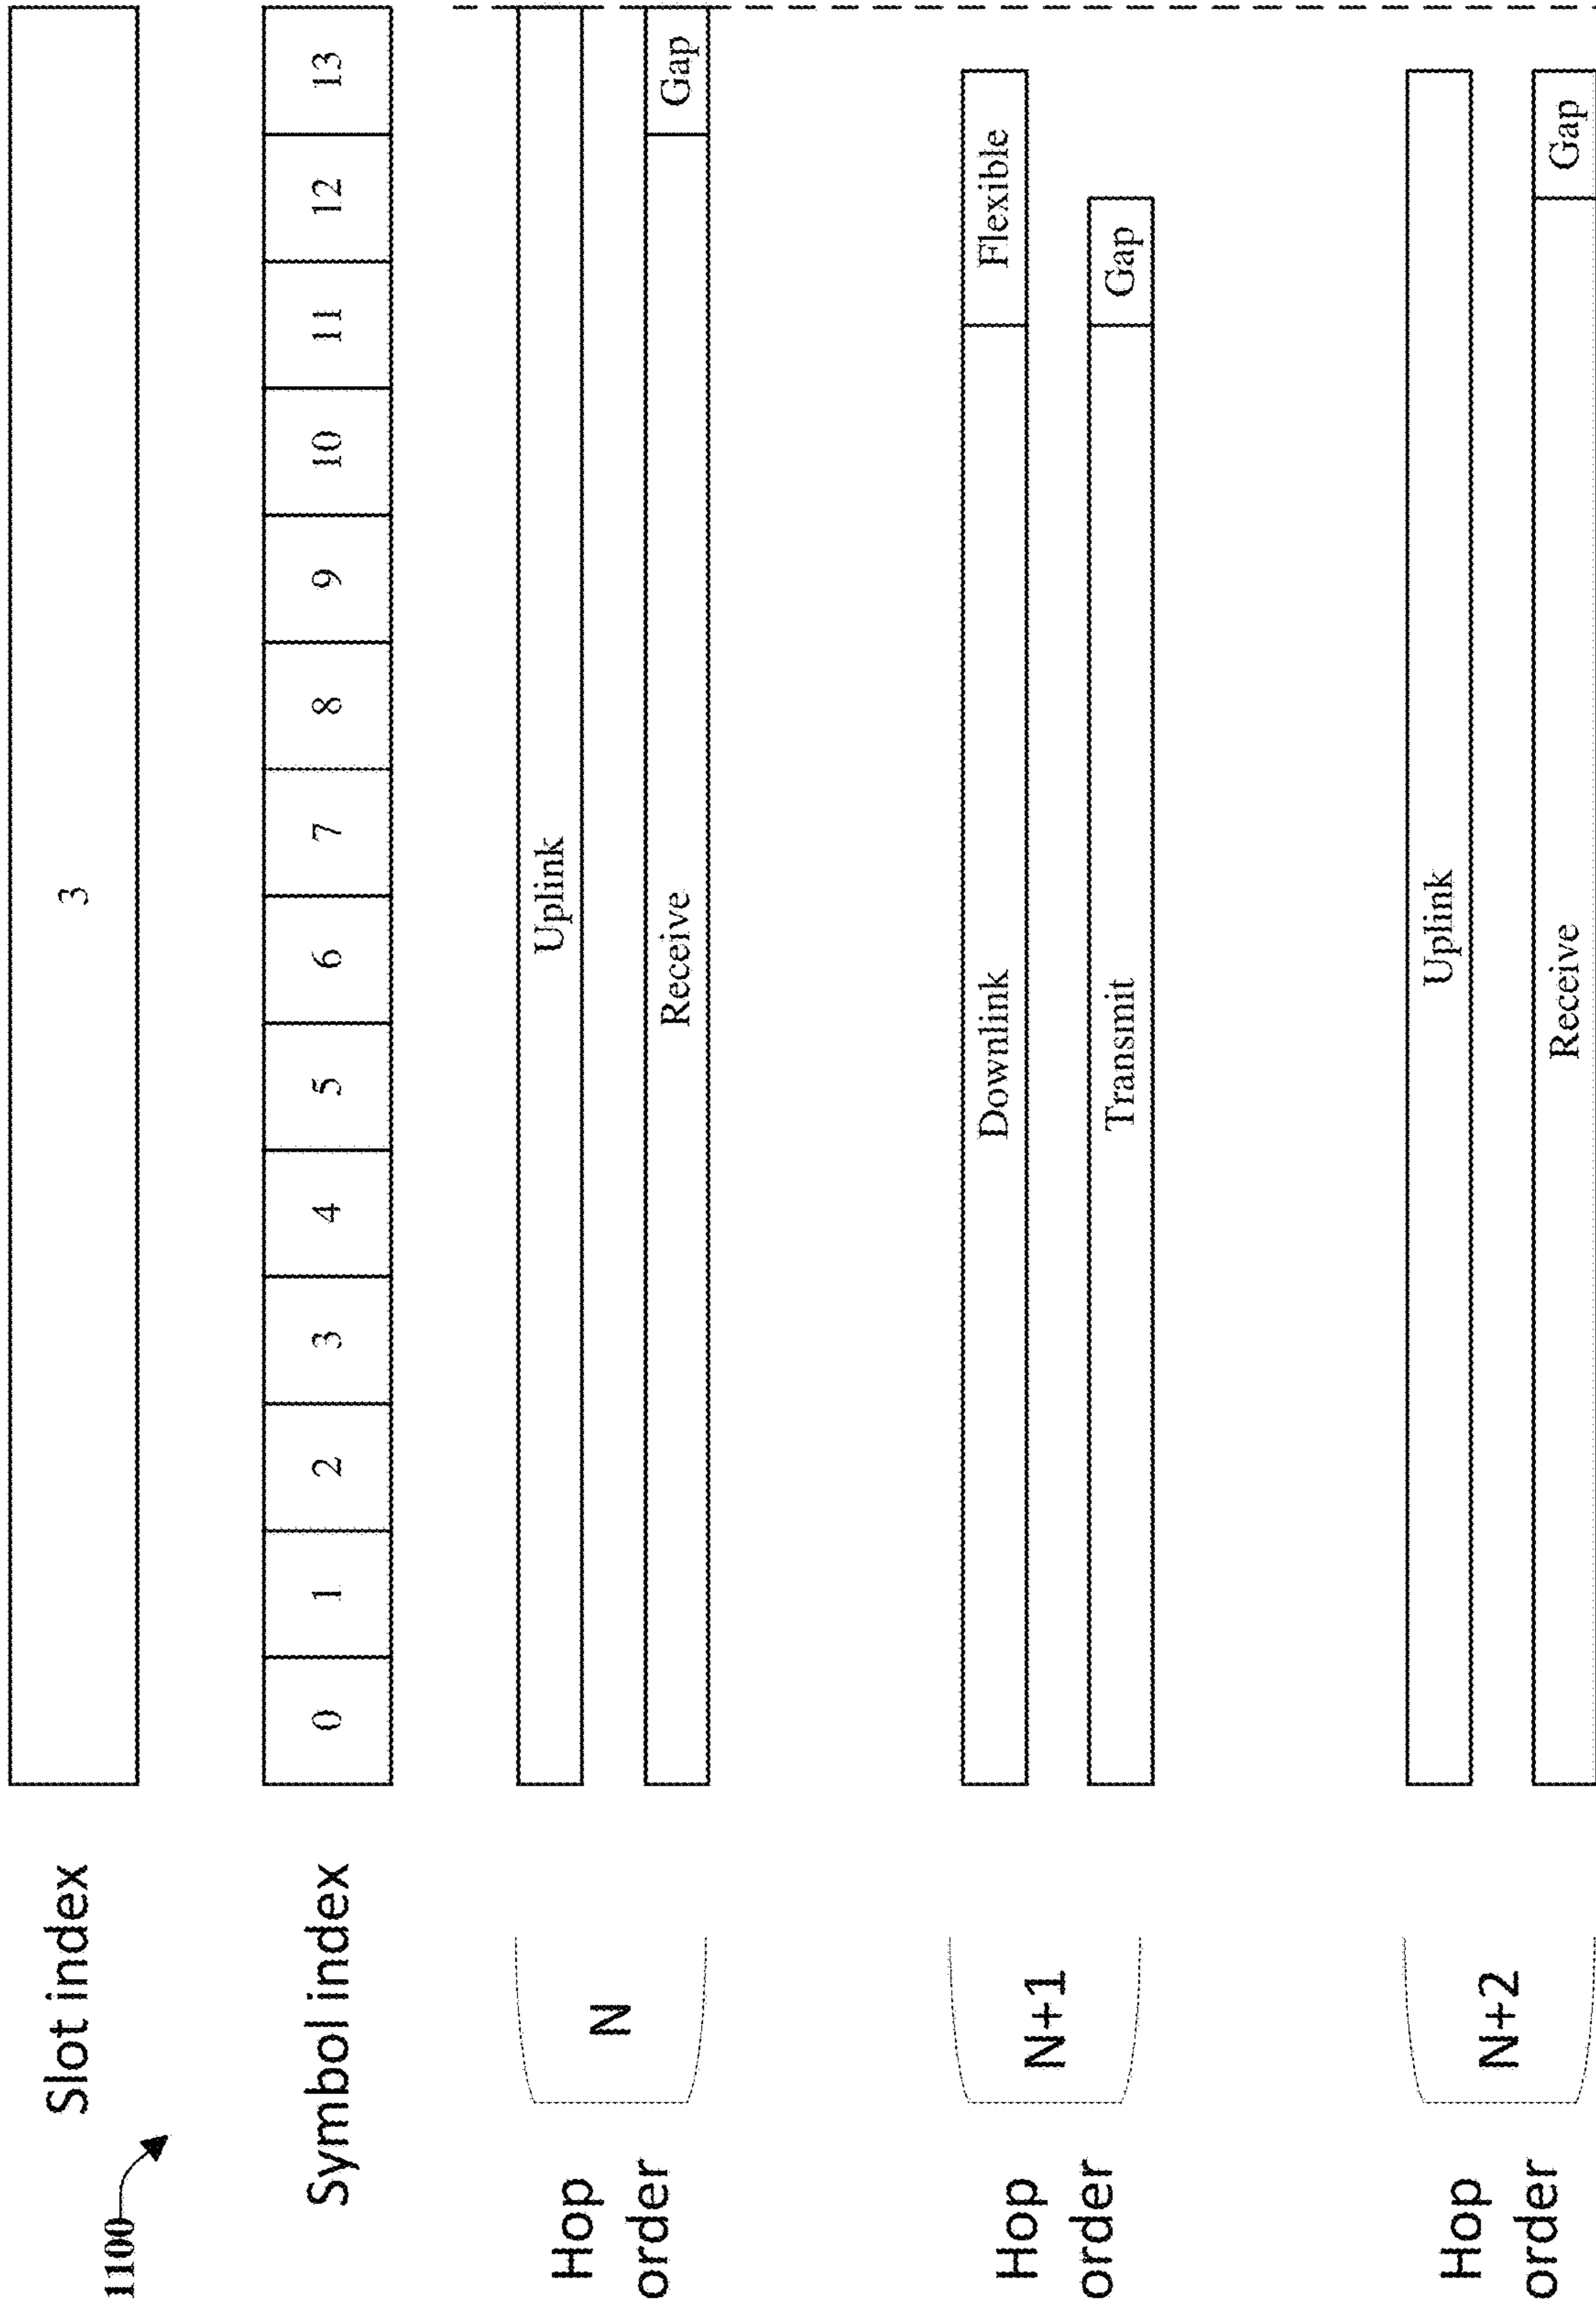 1100
Slot index
3
Symbol index
0 1 2 3 4 5 6 7 8 9 10 11 12 13
Hop
order
N
Uplink
Receive Gap
Hop
order
N+1
Downlink Flexible
Transmit Gap
Hop
order
N+2
Uplink
Receive Gap